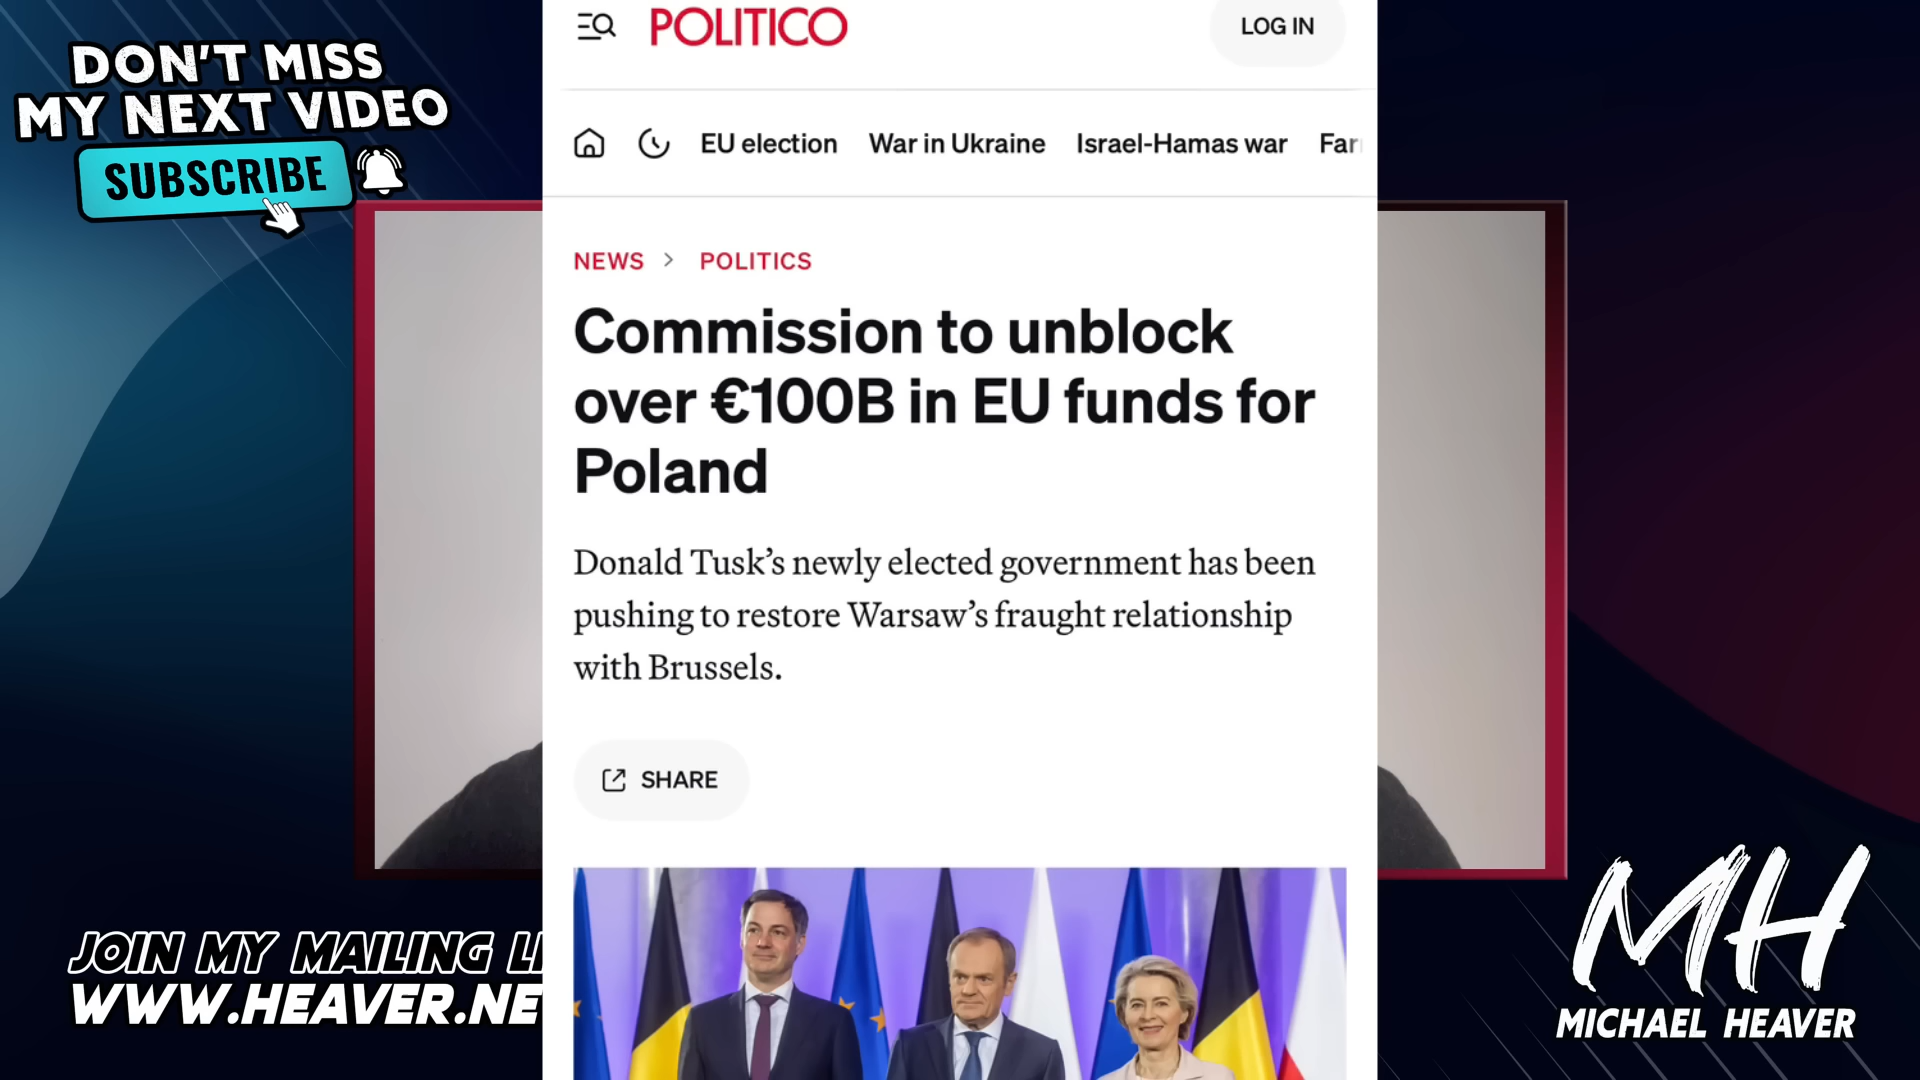 DON'T MISS
MY NEXT VIDEO
SUBSCRIBE
POLITICO
LOG IN
EU election
War in Ukraine
Israel-Hamas war
Far
NEWS > POLITICS
Commission to unblock
over €100B in EU funds for
Poland
Donald Tusk’s newly elected government has been
pushing to restore Warsaw’s fraught relationship
with Brussels.
SHARE
JOIN MY MAILING LI
WWW.HEAVER.NE
MH
MICHAEL HEAVER